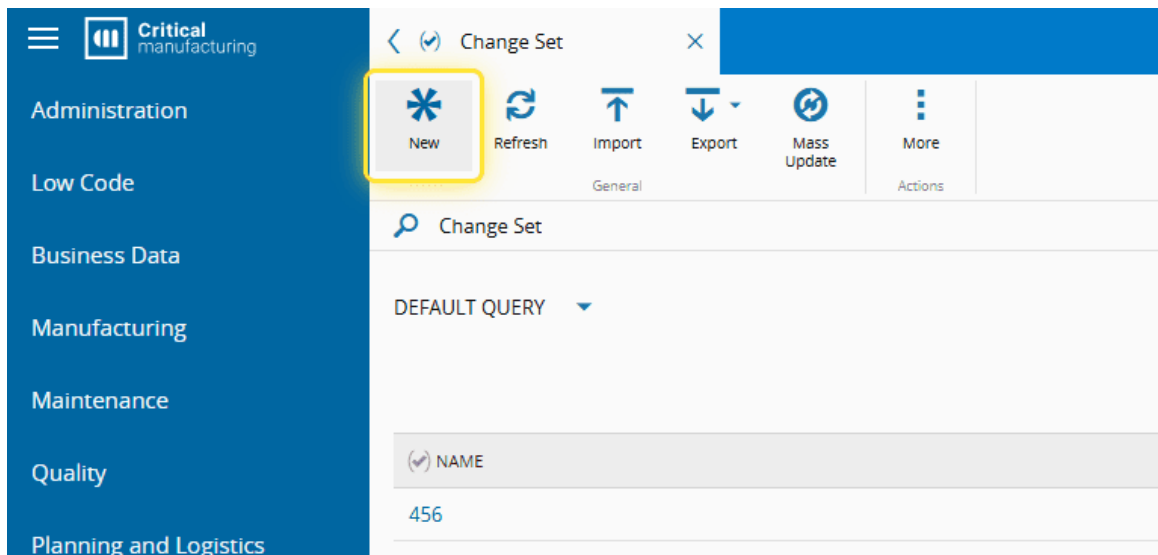 Critical
manufacturing
Change Set
Administration
Low Code
Business Data
Manufacturing
Maintenance
Quality
Planning and Logistics
New
Refresh
Import
Export
Mass
Update
More
General
Actions
Change Set
DEFAULT QUERY
NAME
456